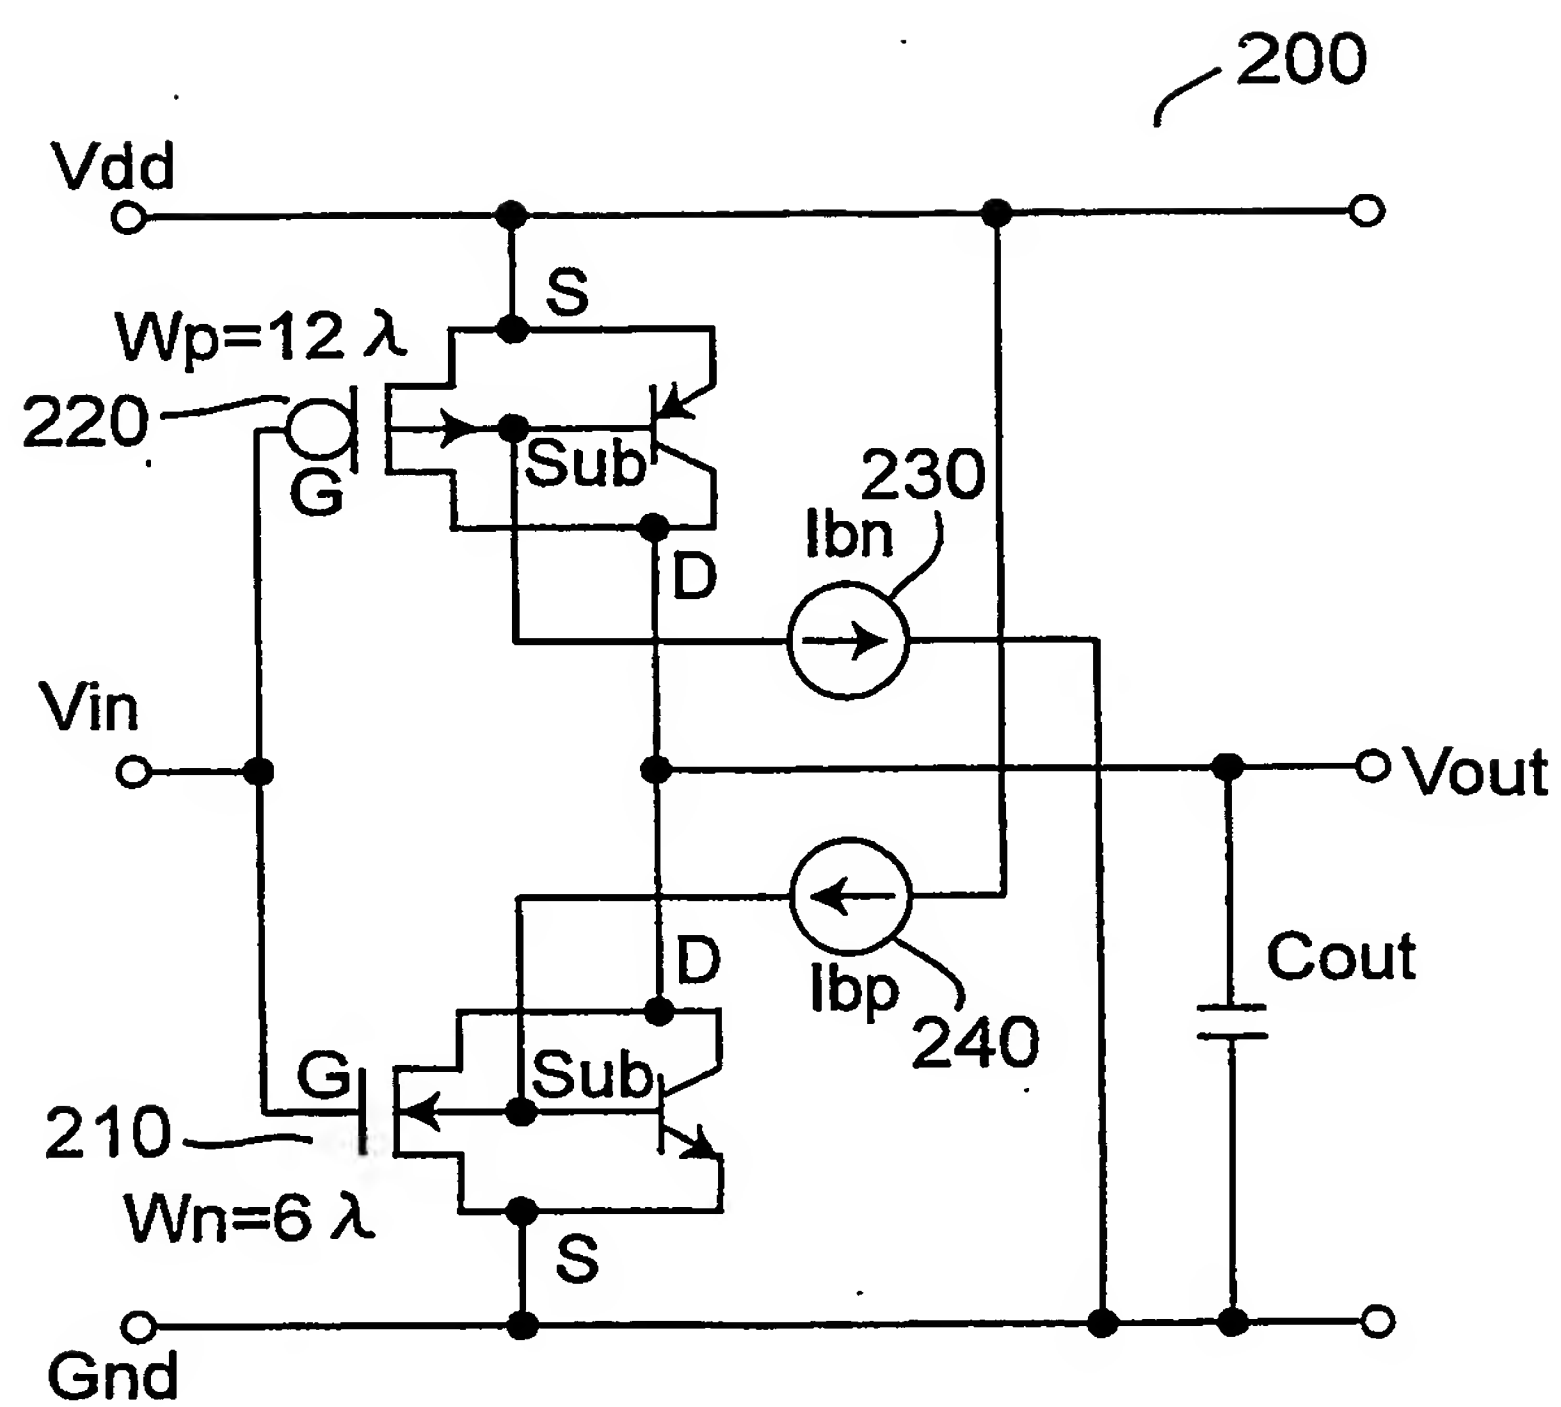 200
Vdd
S
Wp=12 λ
220
G
Sub
230
Ibn
D
Vin
Vout
D
Ibp
240
Cout
G
Sub
210
Wn=6 λ
S
Gnd